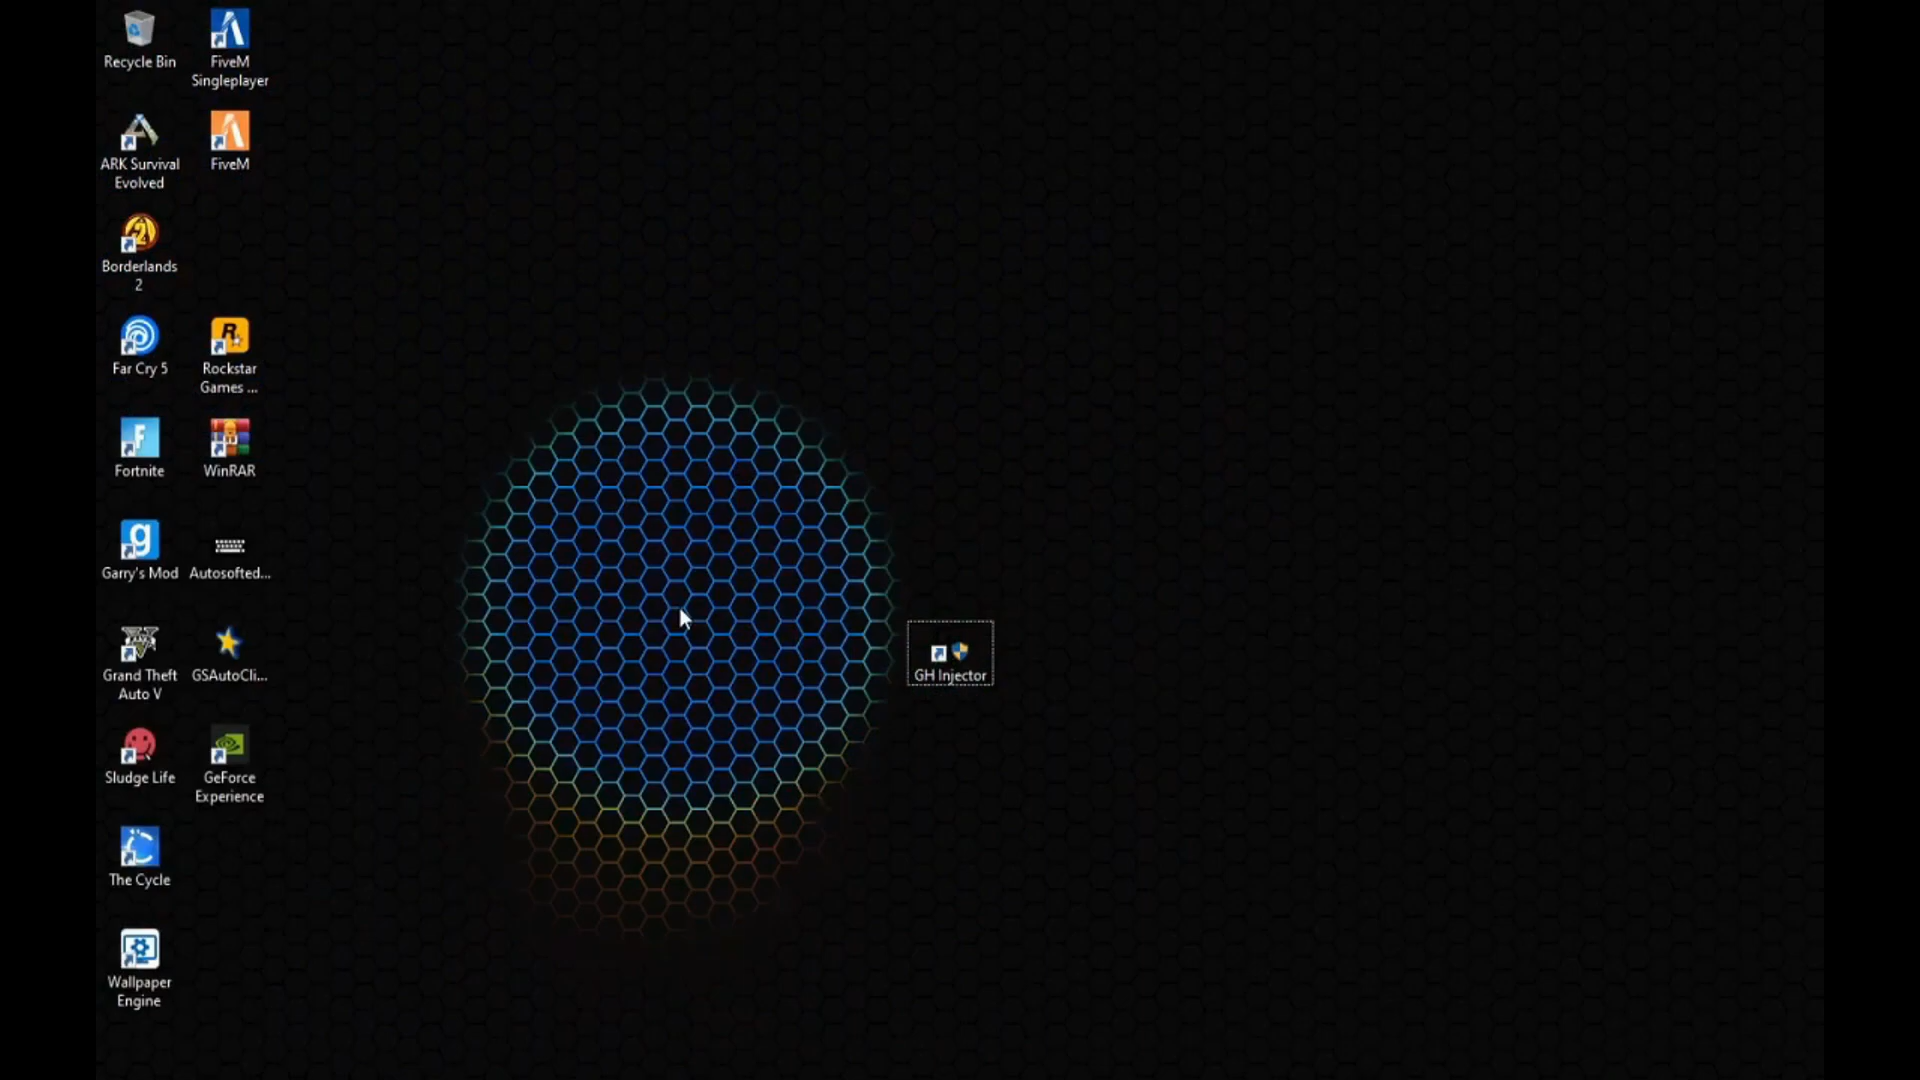 Recycle Bin
FiveM
Singleplayer
ARK Survival
Evolved
FiveM
Borderlands
2
Far Cry 5
Rockstar
Games ...
Fortnite
WinRAR
Garry's Mod
Autosofted...
Grand Theft
Auto V
GSAutoCli...
GH Injector
Sludge Life
GeForce
Experience
The Cycle
Wallpaper
Engine